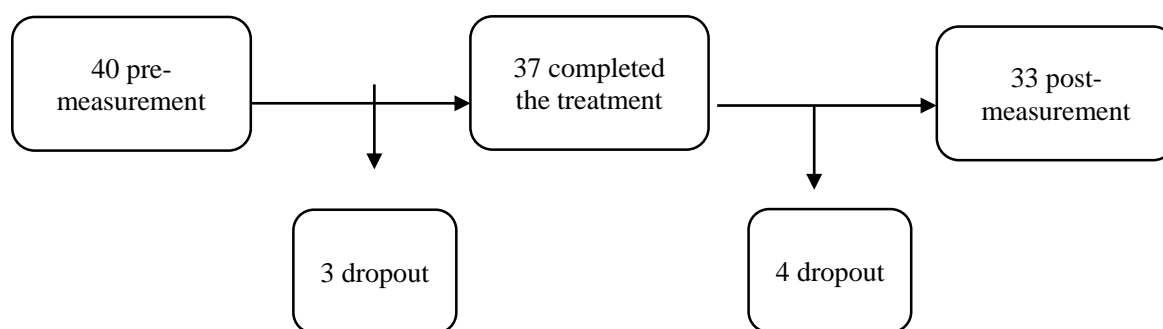 40 pre-
measurement
37 completed
the treatment
33 post-
measurement
3 dropout
4 dropout